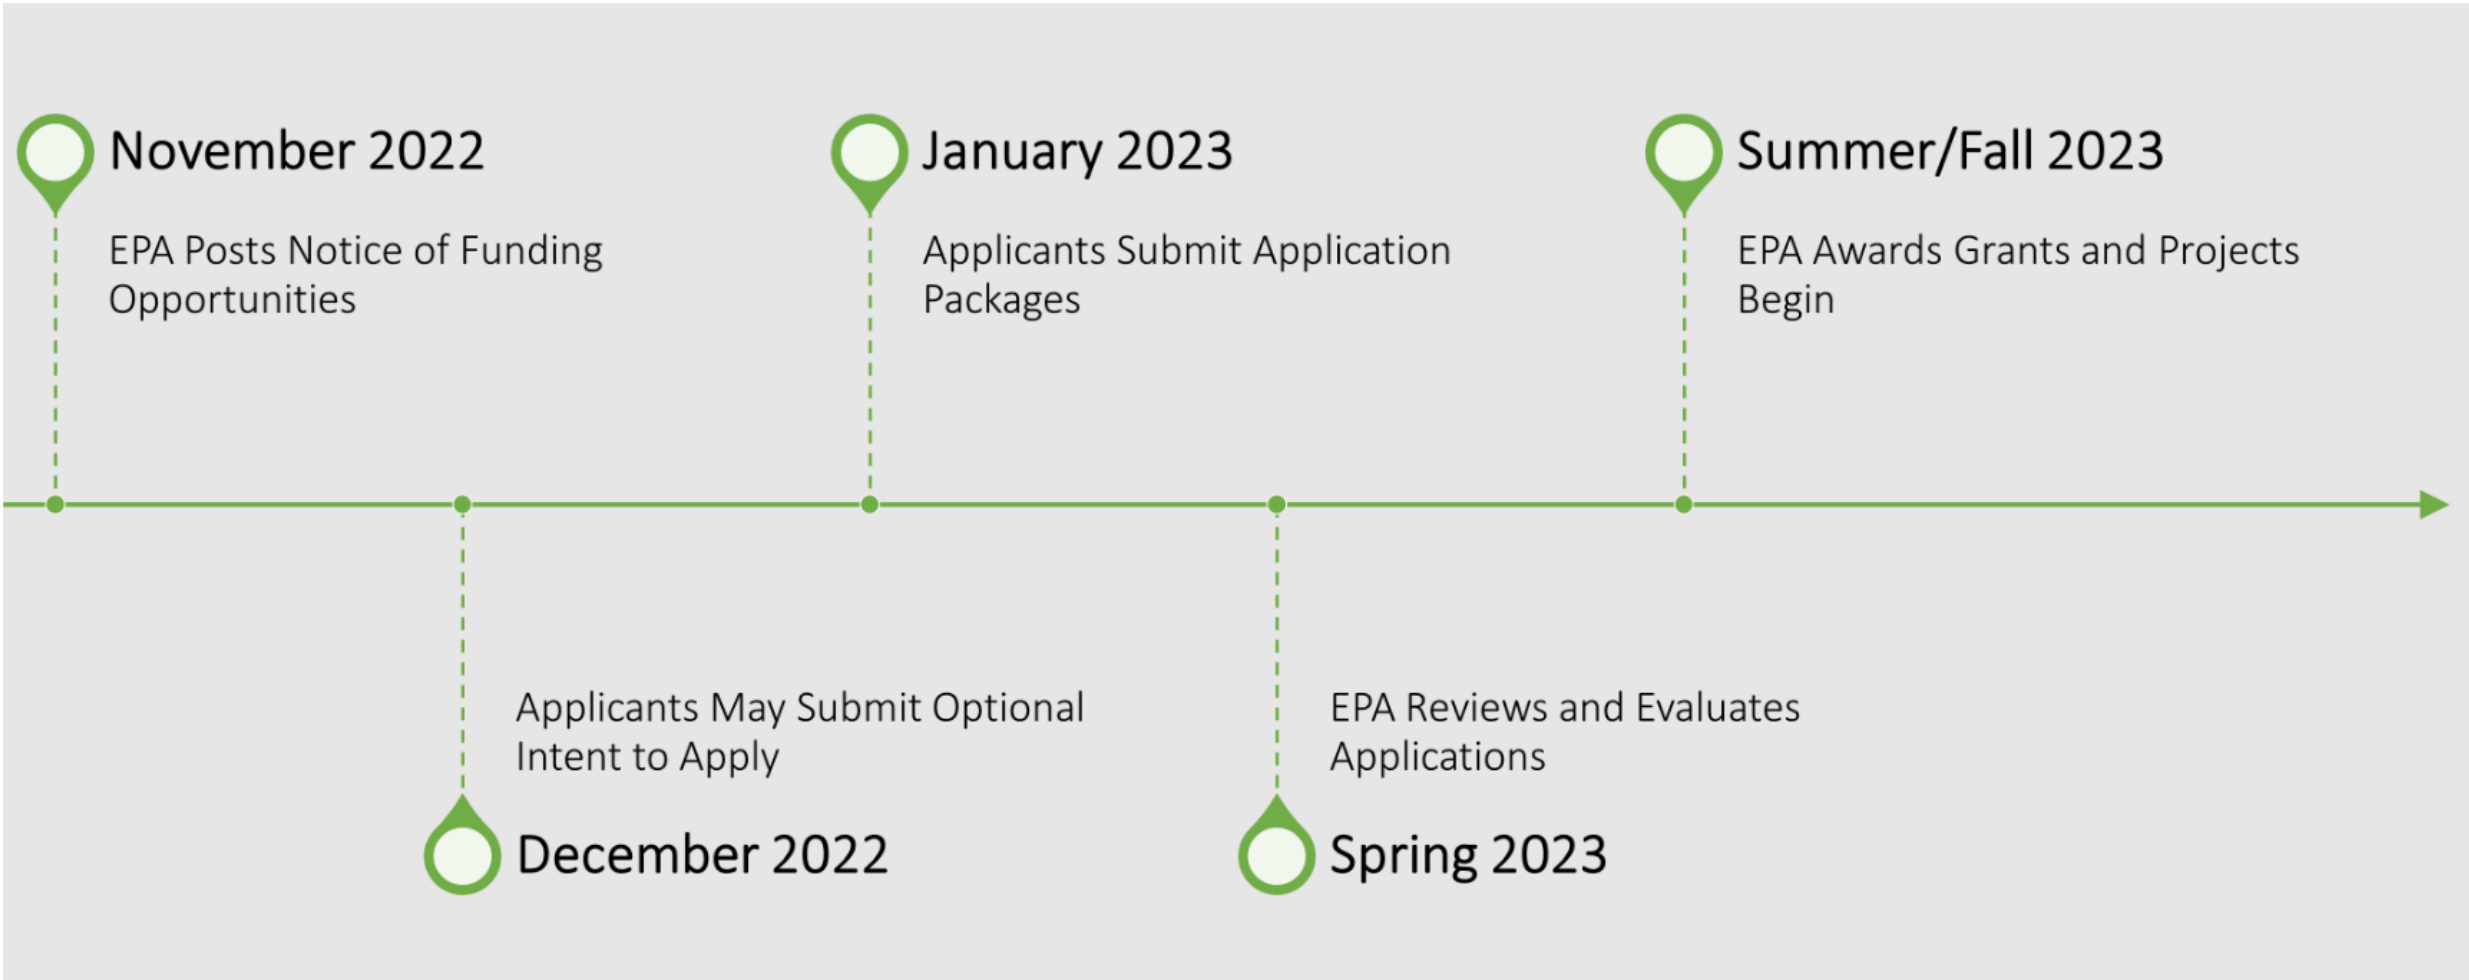 November 2022
EPA Posts Notice of Funding
Opportunities
Applicants May Submit Optional
Intent to Apply
December 2022
January 2023
Applicants Submit Application
Packages
EPA Reviews and Evaluates
Applications
Spring 2023
Summer/Fall 2023
EPA Awards Grants and Projects
Begin